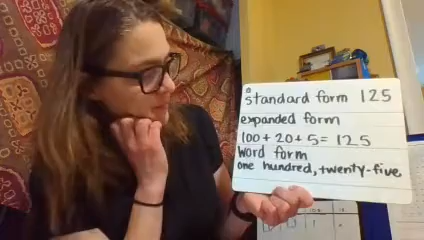 standard form 125
expanded form
100 + 20 + 5 = 125
word form
one hundred, twenty-five